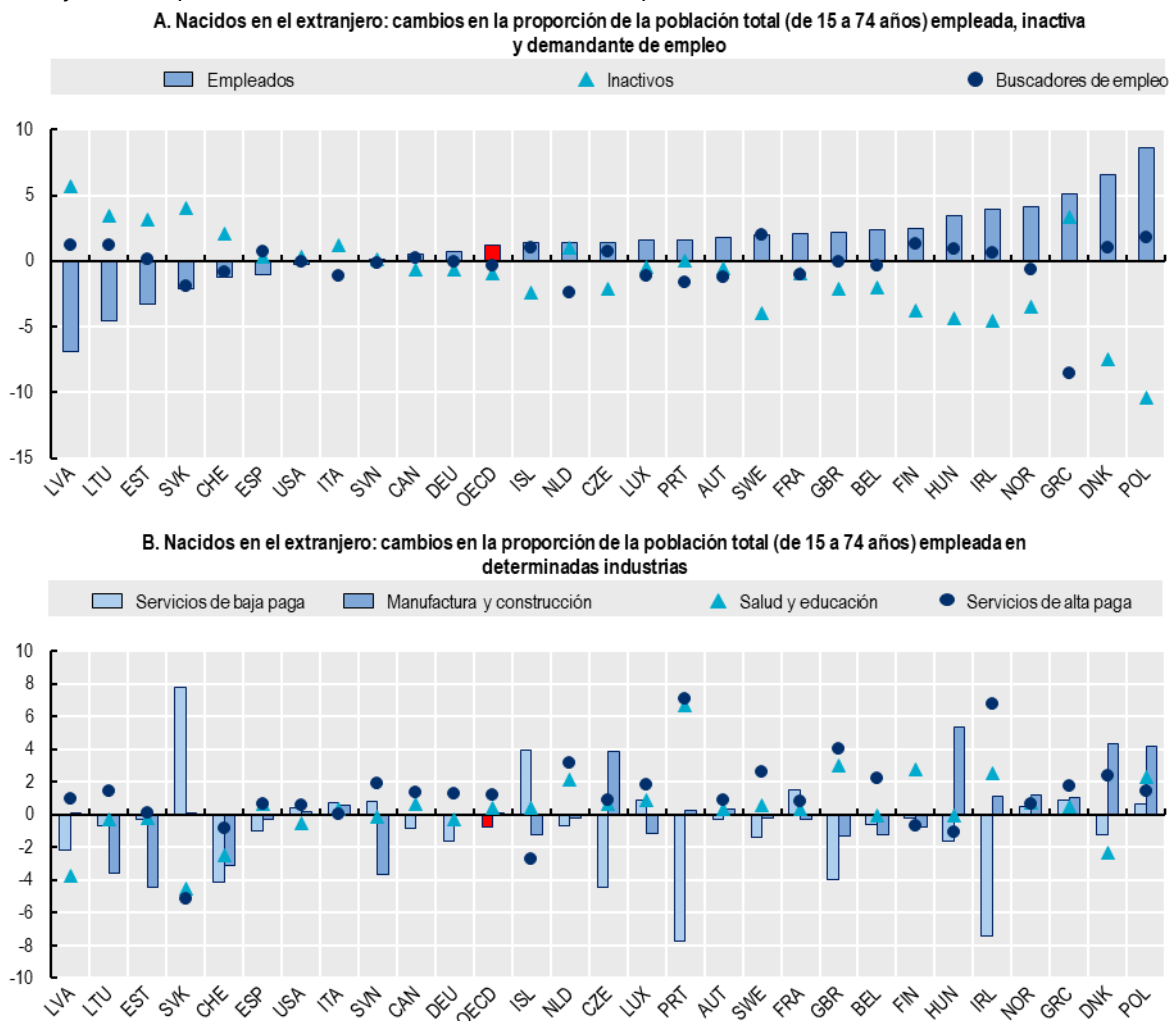 A. Nacidos en el extranjero: cambios en la proporción de la población total (de 15 a 74 años) empleada, inactiva
y demandante de empleo
Empleados Inactivos Buscadores de empleo
10
5
0
-5
-10
-15
LVA LTU EST SVK CHE ESP USA ITA SVN CAN DEU OECD ISL NLD CZE LUX PRT AUT SWE FRA GBR BEL FIN HUN IRL NOR GRC DNK POL
B. Nacidos en el extranjero: cambios en la proporción de la población total (de 15 a 74 años) empleada en
determinadas industrias
Servicios de baja paga Manufactura y construcción Salud y educación Servicios de alta paga
10
8
6
4
2
0
-2
-4
-6
-8
-10
LVA LTU EST SVK CHE ESP USA ITA SVN CAN DEU OECD ISL NLD CZE LUX PRT AUT SWE FRA GBR BEL FIN HUN IRL NOR GRC DNK POL